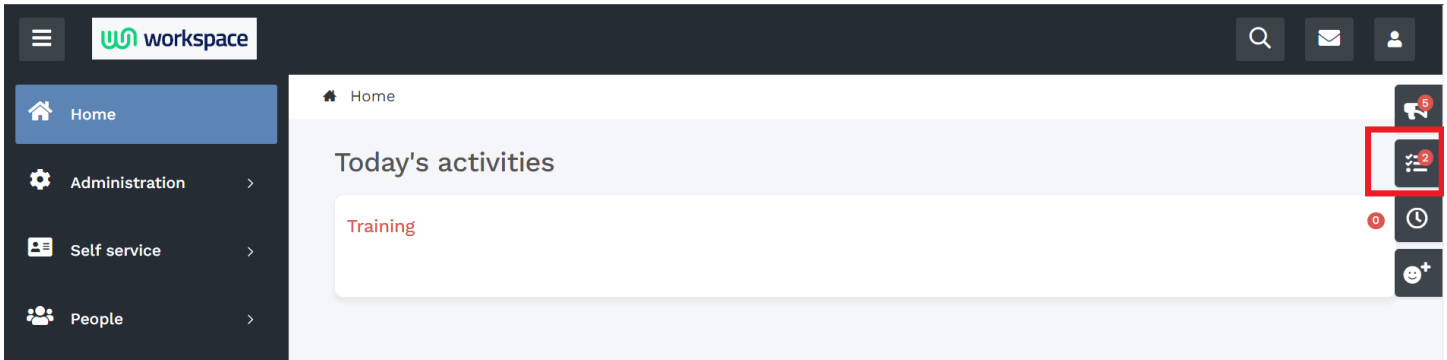 workspace
Home
Administration
Self service
People
Home
Today's activities
Training
0
5
2